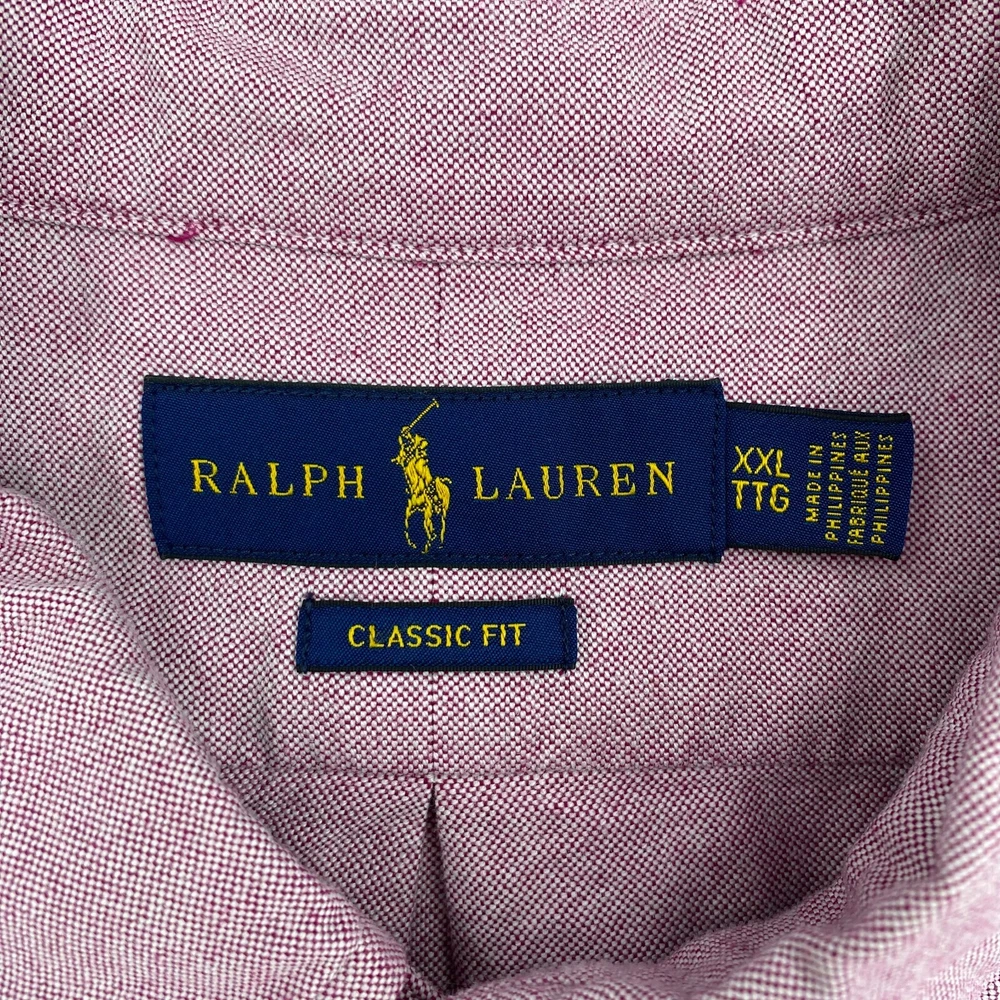 RALPH LAUREN
XXL
TTG
MADE IN
PHILIPPINES
FABRIQUÉ AUX
PHILIPPINES
CLASSIC FIT